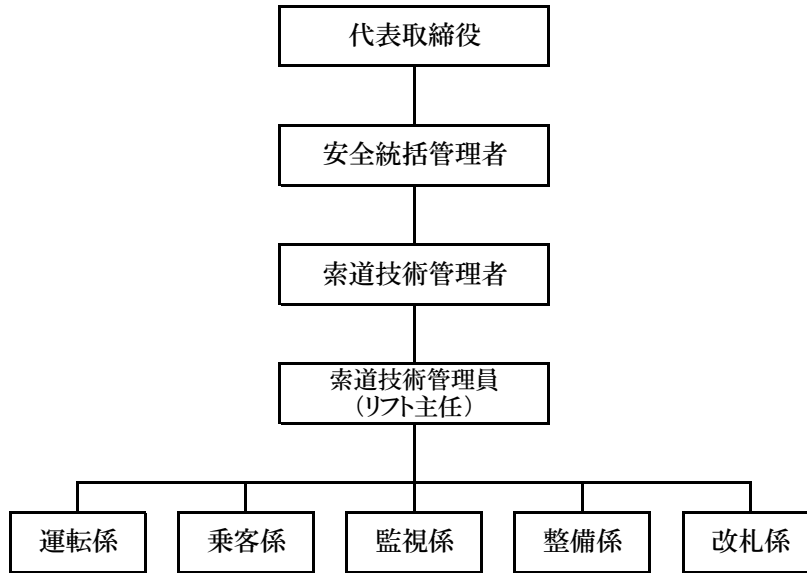 代表取締役
安全統括管理者
索道技術管理者
索道技術管理員
（リフト主任）
運転係
乗客係
監視係
整備係
改札係